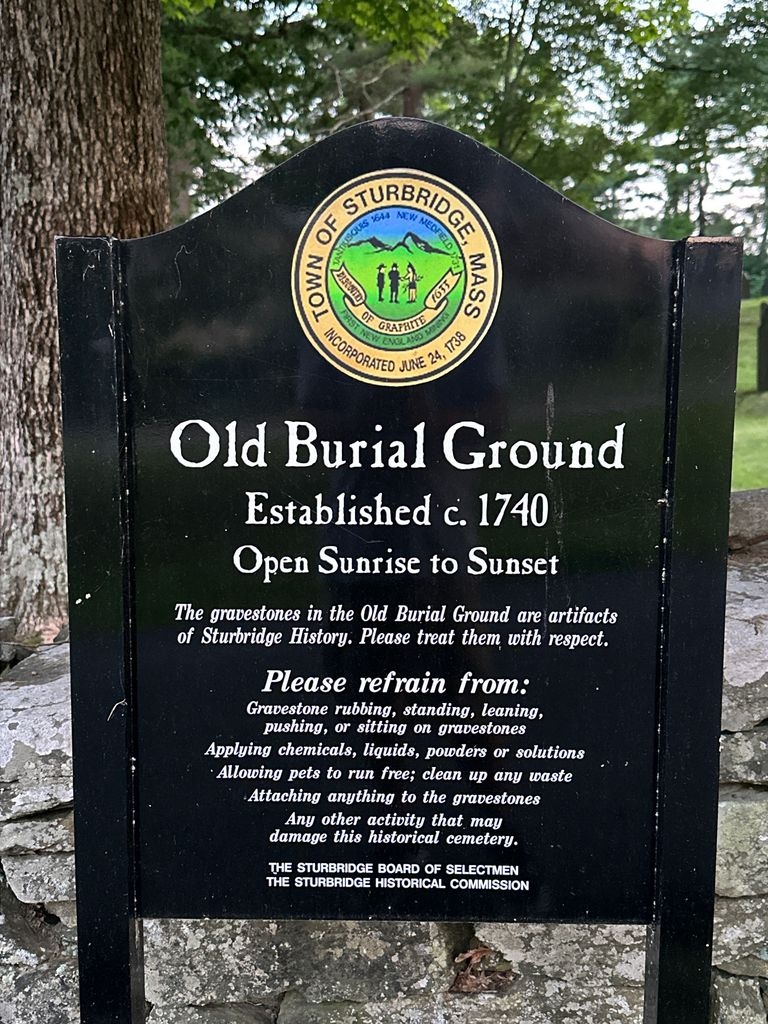 TOWN OF STURBRIDGE, MASS
TANTIUSQUIS 1644 NEW MEDFIELD 1731
DISCOVERY OF GRAPHITE 1633
FIRST NEW ENGLAND MINING
INCORPORATED JUNE 24, 1738
Old Burial Ground
Established c. 1740
Open Sunrise to Sunset
The gravestones in the Old Burial Ground are artifacts
of Sturbridge History. Please treat them with respect.
Please refrain from:
Gravestone rubbing, standing, leaning,
pushing, or sitting on gravestones
Applying chemicals, liquids, powders or solutions
Allowing pets to run free; clean up any waste
Attaching anything to the gravestones
Any other activity that may
damage this historical cemetery.
THE STURBRIDGE BOARD OF SELECTMEN
THE STURBRIDGE HISTORICAL COMMISSION